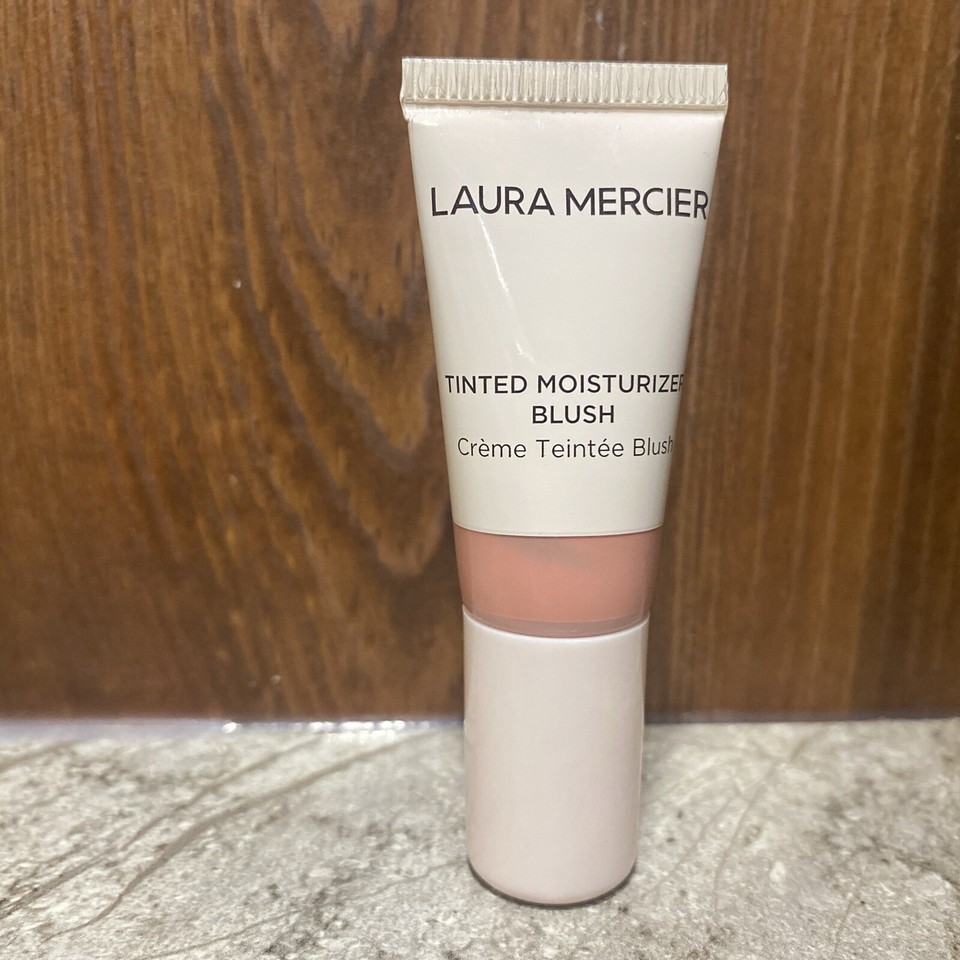 LAURA MERCIER
TINTED MOISTURIZER
BLUSH
Crème Teintée Blush